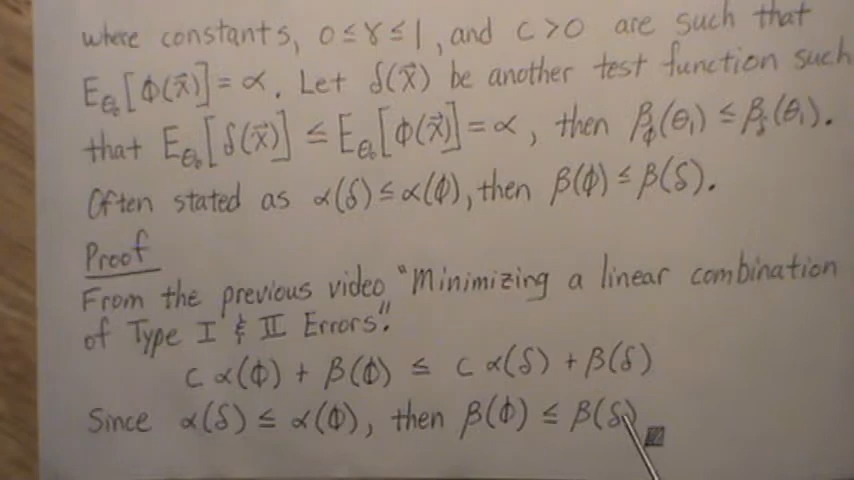 where constants, 0 ≤ γ ≤ 1, and c > 0 are such that
E_θ₀[ϕ(x⃗)] = α. Let δ(x⃗) be another test function such
that E_θ₀[δ(x⃗)] ≤ E_θ₀[ϕ(x⃗)] = α, then β_ϕ(θ₁) ≤ β_δ(θ₁).
Often stated as α(δ) ≤ α(ϕ), then β(ϕ) ≤ β(δ).
Proof
From the previous video "Minimizing a linear combination
of Type I & II Errors".
c α(ϕ) + β(ϕ) ≤ c α(δ) + β(δ)
Since α(δ) ≤ α(ϕ), then β(ϕ) ≤ β(δ)